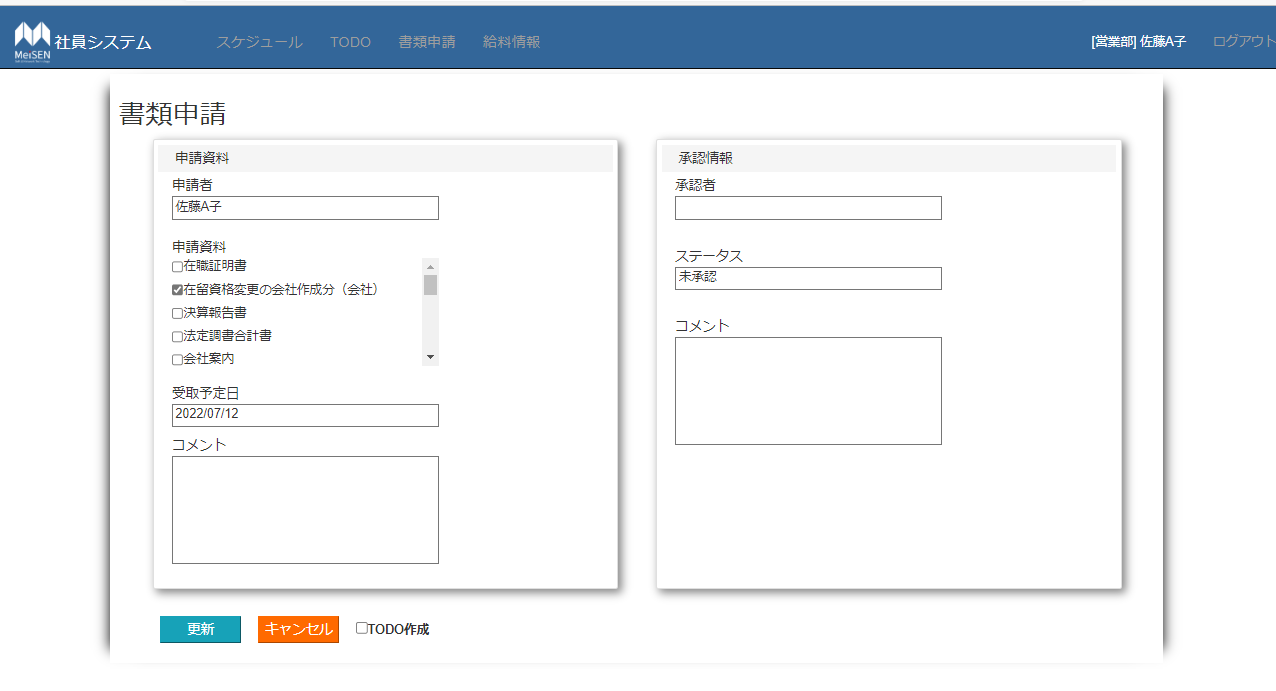 MeiSEN
社員システム
スケジュール
TODO
書類申請
給料情報
[営業部] 佐藤A子
ログアウト
書類申請
申請資料
申請者
佐藤A子
申請資料
在職証明書
在留資格変更の会社作成分（会社）
決算報告書
法定調書合計書
会社案内
受取予定日
2022/07/12
コメント
承認情報
承認者
ステータス
未承認
コメント
更新
キャンセル
TODO作成